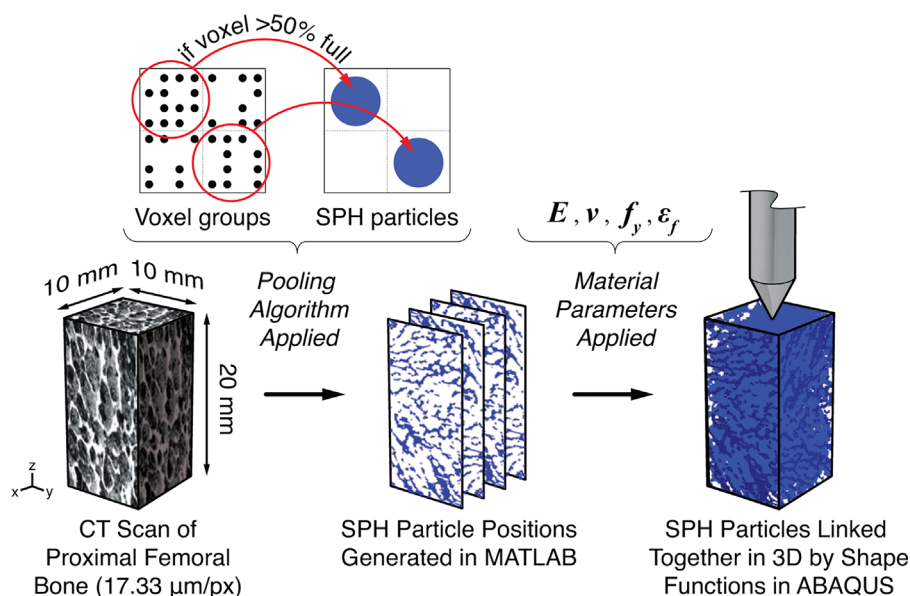 if voxel >50% full
Voxel groups
SPH particles
E , ν, f_y, ε_f
10 mm
10 mm
20 mm
Pooling
Algorithm
Applied
Material
Parameters
Applied
z
x
y
CT Scan of
Proximal Femoral
Bone (17.33 μm/px)
SPH Particle Positions
Generated in MATLAB
SPH Particles Linked
Together in 3D by Shape
Functions in ABAQUS